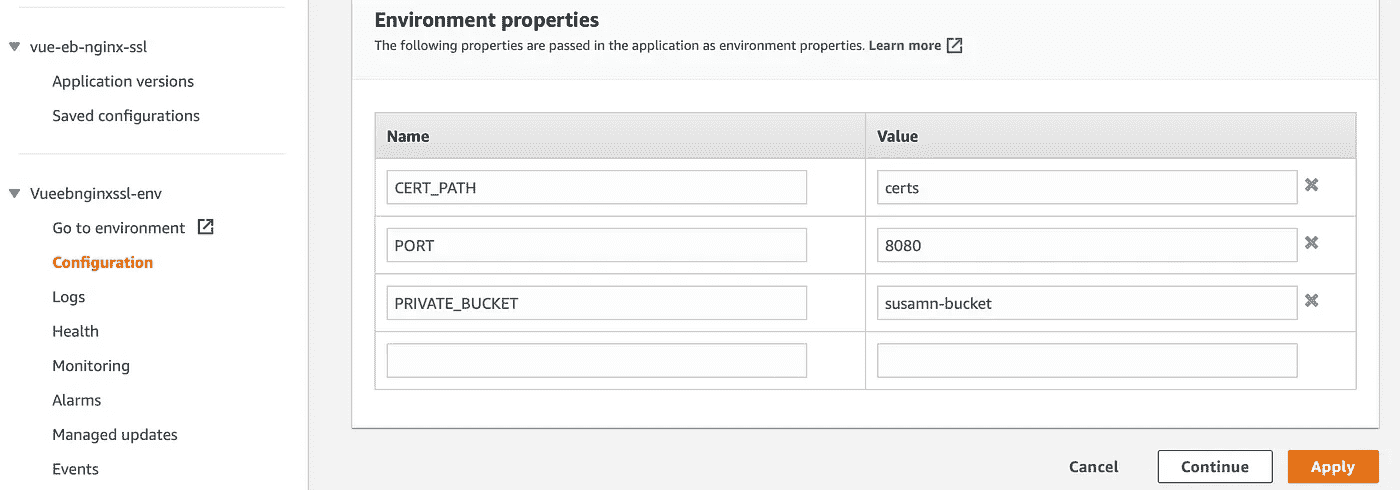 vue-eb-nginx-ssl
Application versions
Saved configurations
Vueebnginxssl-env
Go to environment
Configuration
Logs
Health
Monitoring
Alarms
Managed updates
Events
Environment properties
The following properties are passed in the application as environment properties. Learn more
Name Value
CERT_PATH certs
PORT 8080
PRIVATE_BUCKET susamn-bucket
Cancel Continue Apply